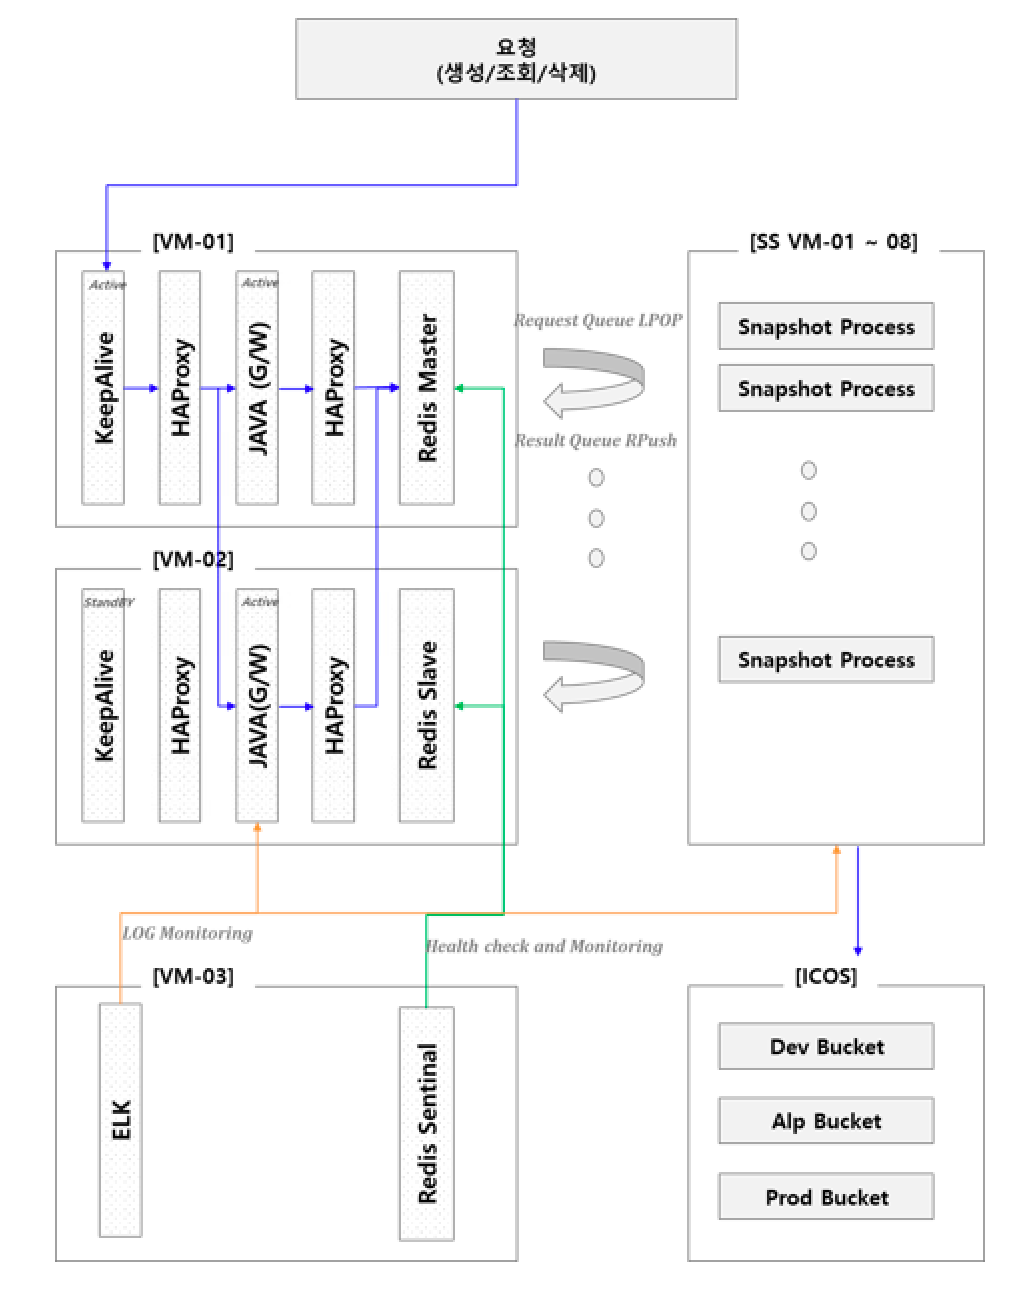 요청
(생성/조회/삭제)
[VM-01]
Active
KeepAlive
HAProxy
Active
JAVA (G/W)
HAProxy
Redis Master
Request Queue LPOP
Result Queue RPush
[SS VM-01 ~ 08]
Snapshot Process
Snapshot Process
Snapshot Process
[VM-02]
StandBY
KeepAlive
HAProxy
Active
JAVA(G/W)
HAProxy
Redis Slave
LOG Monitoring
Health check and Monitoring
[VM-03]
ELK
Redis Sentinal
[ICOS]
Dev Bucket
Alp Bucket
Prod Bucket